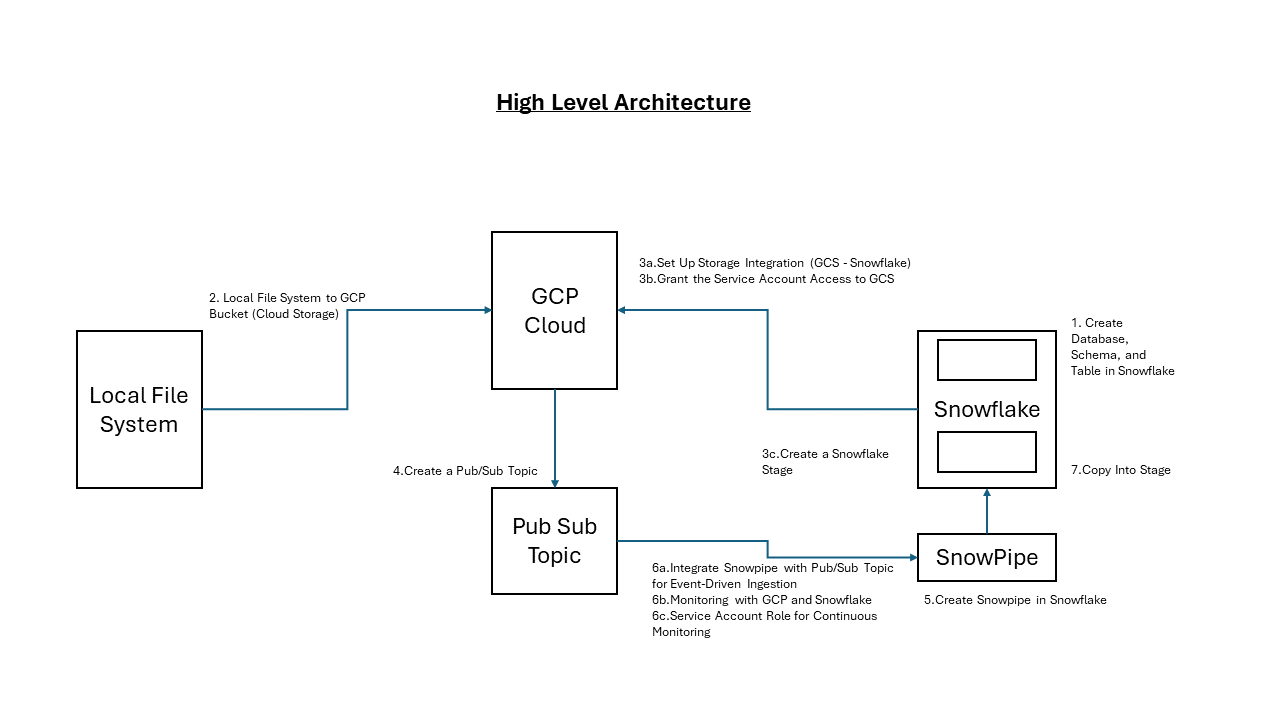 High Level Architecture
GCP
Cloud
3a.Set Up Storage Integration (GCS - Snowflake)
3b.Grant the Service Account Access to GCS
2. Local File System to GCP
Bucket (Cloud Storage)
Local File
System
1. Create
Database,
Schema, and
Table in Snowflake
Snowflake
3c.Create a Snowflake
Stage
7.Copy Into Stage
4.Create a Pub/Sub Topic
Pub Sub
Topic
SnowPipe
6a.Integrate Snowpipe with Pub/Sub Topic
for Event-Driven Ingestion
6b.Monitoring with GCP and Snowflake
6c.Service Account Role for Continuous
Monitoring
5.Create Snowpipe in Snowflake